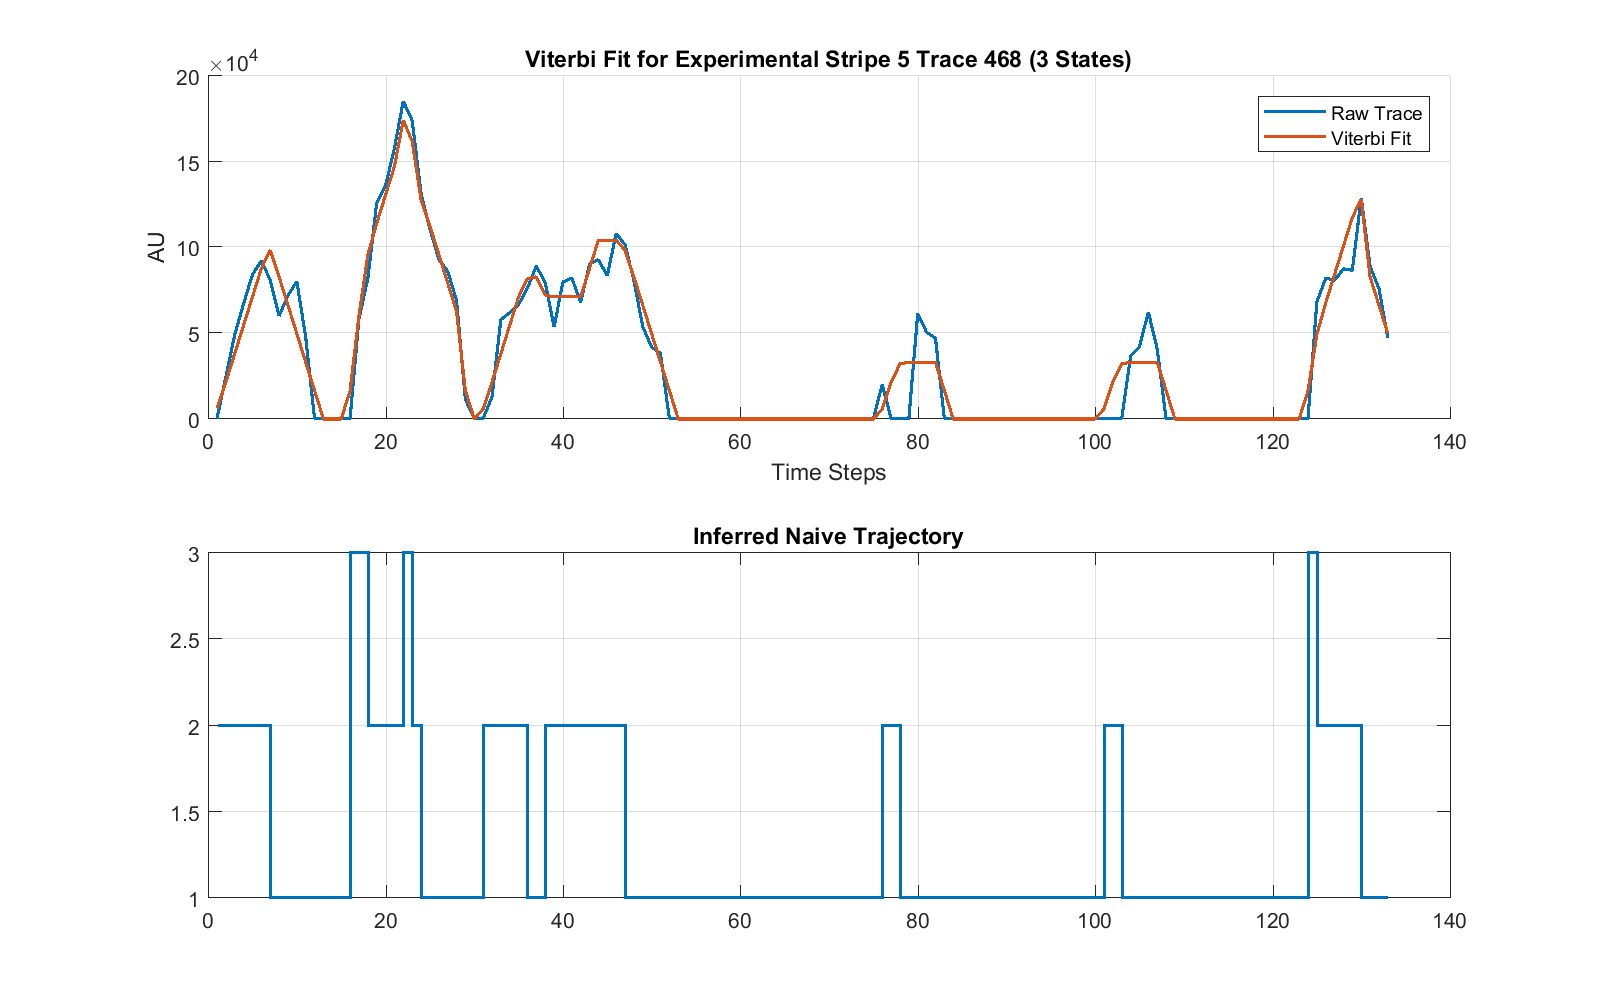 Viterbi Fit for Experimental Stripe 5 Trace 468 (3 States)
×10⁴
20
15
10
5
0
AU
Raw Trace
Viterbi Fit
0 20 40 60 80 100 120 140
Time Steps
Inferred Naive Trajectory
3
2.5
2
1.5
1
0 20 40 60 80 100 120 140